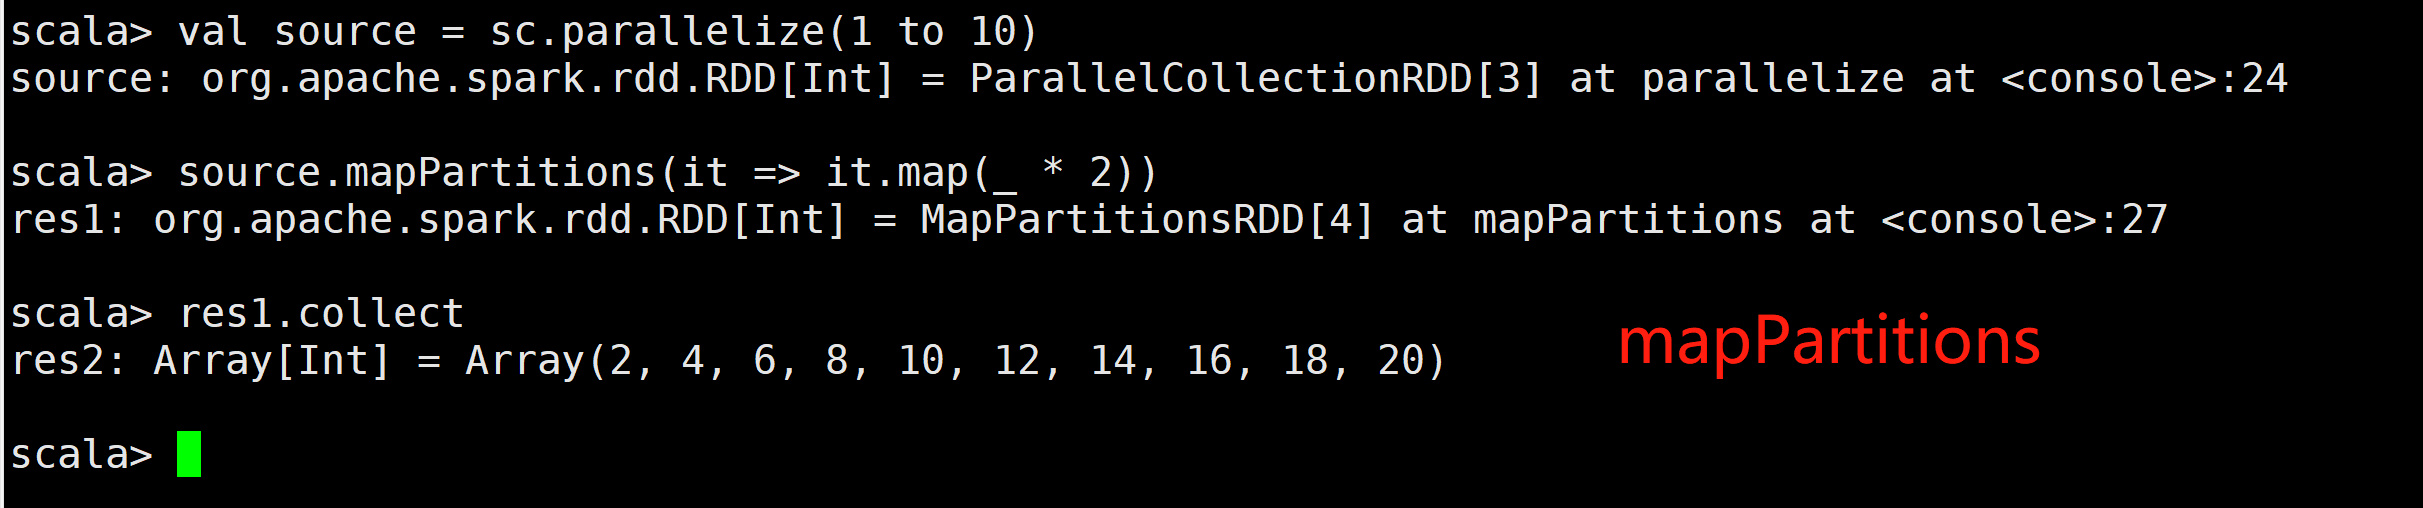 scala> val source = sc.parallelize(1 to 10)
source: org.apache.spark.rdd.RDD[Int] = ParallelCollectionRDD[3] at parallelize at <console>:24
scala> source.mapPartitions(it => it.map(_ * 2))
res1: org.apache.spark.rdd.RDD[Int] = MapPartitionsRDD[4] at mapPartitions at <console>:27
scala> res1.collect
res2: Array[Int] = Array(2, 4, 6, 8, 10, 12, 14, 16, 18, 20)
mapPartitions
scala>